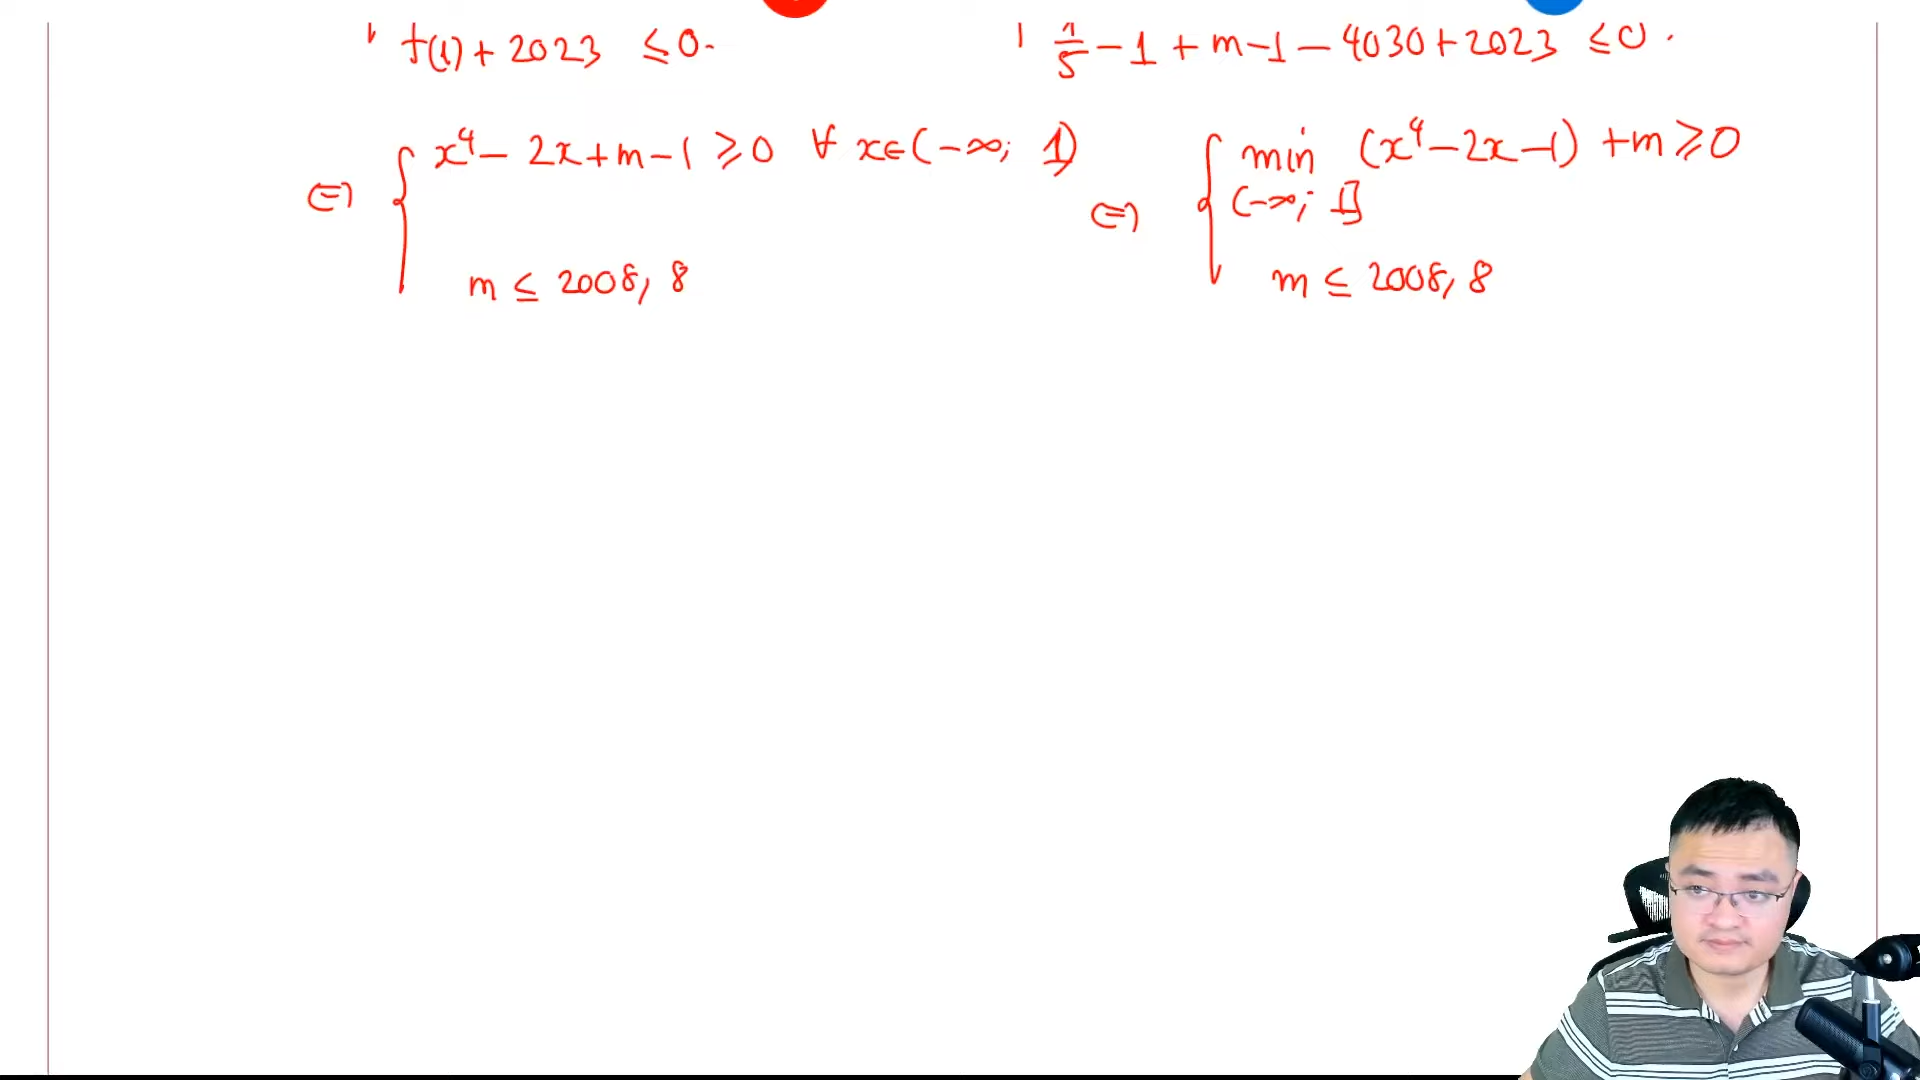 f(1) + 2023 ≤ 0.
1/5 - 1 + m - 1 - 4030 + 2023 ≤ 0.
⇔ { x⁴ - 2x + m - 1 ≥ 0 ∀ x ∈ (-∞; 1)
m ≤ 2008,8
⇔ { min (x⁴ - 2x - 1) + m ≥ 0
(-∞; 1]
m ≤ 2008,8